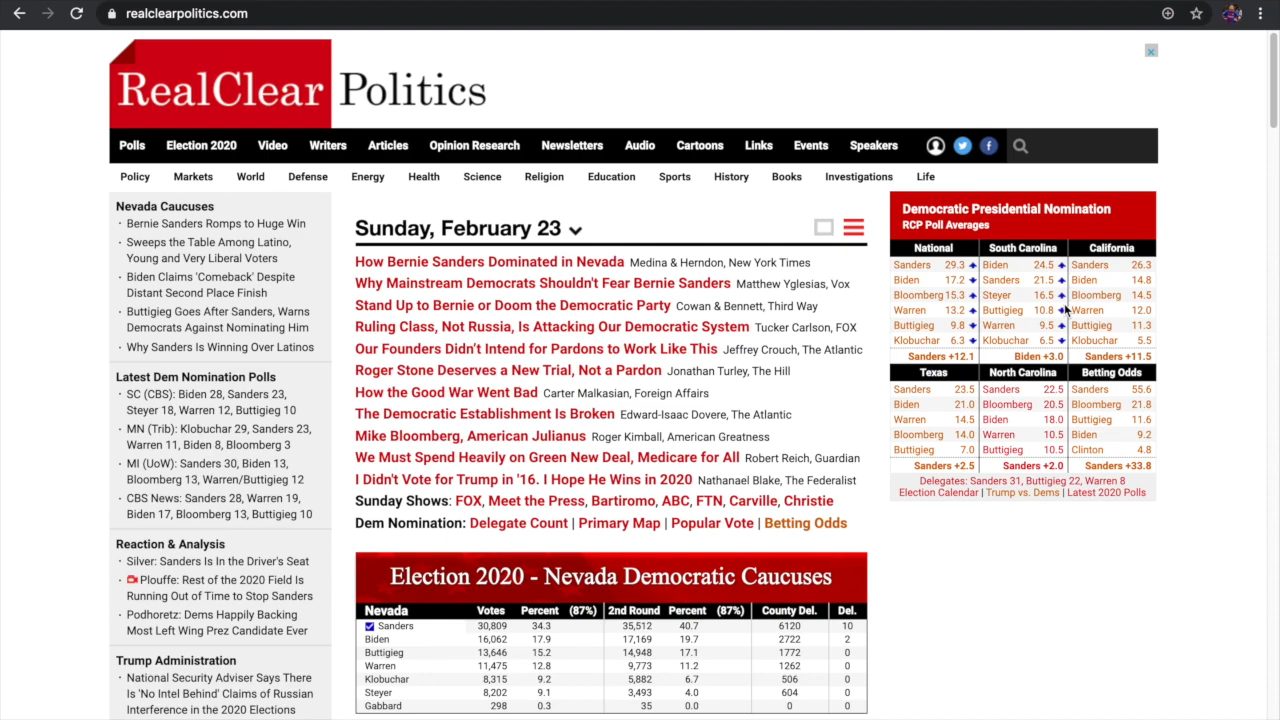 realclearpolitics.com
RealClear Politics
Polls Election 2020 Video Writers Articles Opinion Research Newsletters Audio Cartoons Links Events Speakers
Policy Markets World Defense Energy Health Science Religion Education Sports History Books Investigations Life
Nevada Caucuses
· Bernie Sanders Romps to Huge Win
· Sweeps the Table Among Latino,
Young and Very Liberal Voters
· Biden Claims 'Comeback' Despite
Distant Second Place Finish
· Buttigieg Goes After Sanders, Warns
Democrats Against Nominating Him
· Why Sanders Is Winning Over Latinos
Latest Dem Nomination Polls
· SC (CBS): Biden 28, Sanders 23,
Steyer 18, Warren 12, Buttigieg 10
· MN (Trib): Klobuchar 29, Sanders 23,
Warren 11, Biden 8, Bloomberg 3
· MI (UoW): Sanders 30, Biden 13,
Bloomberg 13, Warren/Buttigieg 12
· CBS News: Sanders 28, Warren 19,
Biden 17, Bloomberg 13, Buttigieg 10
Reaction & Analysis
· Silver: Sanders Is In the Driver's Seat
· Plouffe: Rest of the 2020 Field Is
Running Out of Time to Stop Sanders
· Podhoretz: Dems Happily Backing
Most Left Wing Prez Candidate Ever
Trump Administration
· National Security Adviser Says There
Is 'No Intel Behind' Claims of Russian
Interference in the 2020 Elections
Sunday, February 23
How Bernie Sanders Dominated in Nevada Medina & Herndon, New York Times
Why Mainstream Democrats Shouldn't Fear Bernie Sanders Matthew Yglesias, Vox
Stand Up to Bernie or Doom the Democratic Party Cowan & Bennett, Third Way
Ruling Class, Not Russia, Is Attacking Our Democratic System Tucker Carlson, FOX
Our Founders Didn't Intend for Pardons to Work Like This Jeffrey Crouch, The Atlantic
Roger Stone Deserves a New Trial, Not a Pardon Jonathan Turley, The Hill
How the Good War Went Bad Carter Malkasian, Foreign Affairs
The Democratic Establishment Is Broken Edward-Isaac Dovere, The Atlantic
Mike Bloomberg, American Julianus Roger Kimball, American Greatness
We Must Spend Heavily on Green New Deal, Medicare for All Robert Reich, Guardian
I Didn't Vote for Trump in '16. I Hope He Wins in 2020 Nathanael Blake, The Federalist
Sunday Shows: FOX, Meet the Press, Bartiromo, ABC, FTN, Carville, Christie
Dem Nomination: Delegate Count | Primary Map | Popular Vote | Betting Odds
Election 2020 - Nevada Democratic Caucuses
Nevada Votes Percent (87%) 2nd Round Percent (87%) County Del. Del.
Sanders 30,809 34.3 35,512 40.7 6120 10
Biden 16,062 17.9 17,169 19.7 2722 2
Buttigieg 13,646 15.2 14,948 17.1 1772 0
Warren 11,475 12.8 9,773 11.2 1262 0
Klobuchar 8,315 9.2 5,882 6.7 506 0
Steyer 8,202 9.1 3,493 4.0 604 0
Gabbard 298 0.3 35 0.0 0 0
Democratic Presidential Nomination
RCP Poll Averages
National South Carolina California
Sanders 29.3 Biden 24.5 Sanders 26.3
Biden 17.2 Sanders 21.5 Biden 14.8
Bloomberg 15.3 Steyer 16.5 Bloomberg 14.5
Warren 13.2 Buttigieg 10.8 Warren 12.0
Buttigieg 9.8 Warren 9.5 Buttigieg 11.3
Klobuchar 6.3 Klobuchar 6.5 Klobuchar 5.5
Sanders +12.1 Biden +3.0 Sanders +11.5
Texas North Carolina Betting Odds
Sanders 23.5 Sanders 22.5 Sanders 55.6
Biden 21.0 Bloomberg 20.5 Bloomberg 21.8
Warren 14.5 Biden 18.0 Buttigieg 11.6
Bloomberg 14.0 Warren 10.5 Biden 9.2
Buttigieg 7.0 Buttigieg 10.5 Clinton 4.8
Sanders +2.5 Sanders +2.0 Sanders +33.8
Delegates: Sanders 31, Buttigieg 22, Warren 8
Election Calendar | Trump vs. Dems | Latest 2020 Polls